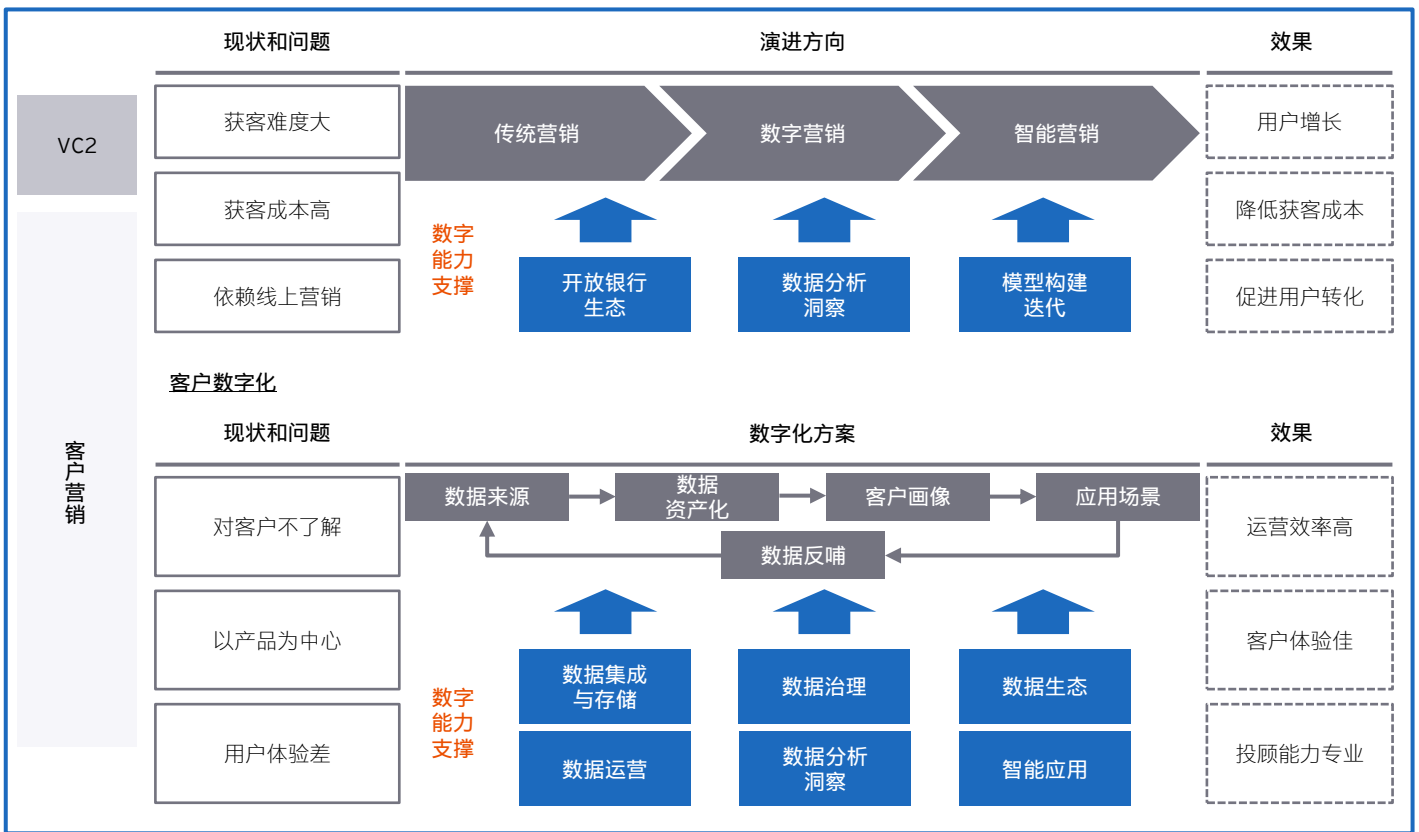 现状和问题
演进方向
效果
VC2
获客难度大
获客成本高
依赖线上营销
传统营销
数字营销
智能营销
数字
能力
支撑
开放银行
生态
数据分析
洞察
模型构建
迭代
用户增长
降低获客成本
促进用户转化
客户营销
客户数字化
现状和问题
数字化方案
效果
对客户不了解
以产品为中心
用户体验差
数据来源
数据
资产化
客户画像
应用场景
数据反哺
数字
能力
支撑
数据集成
与存储
数据治理
数据生态
数据运营
数据分析
洞察
智能应用
运营效率高
客户体验佳
投顾能力专业